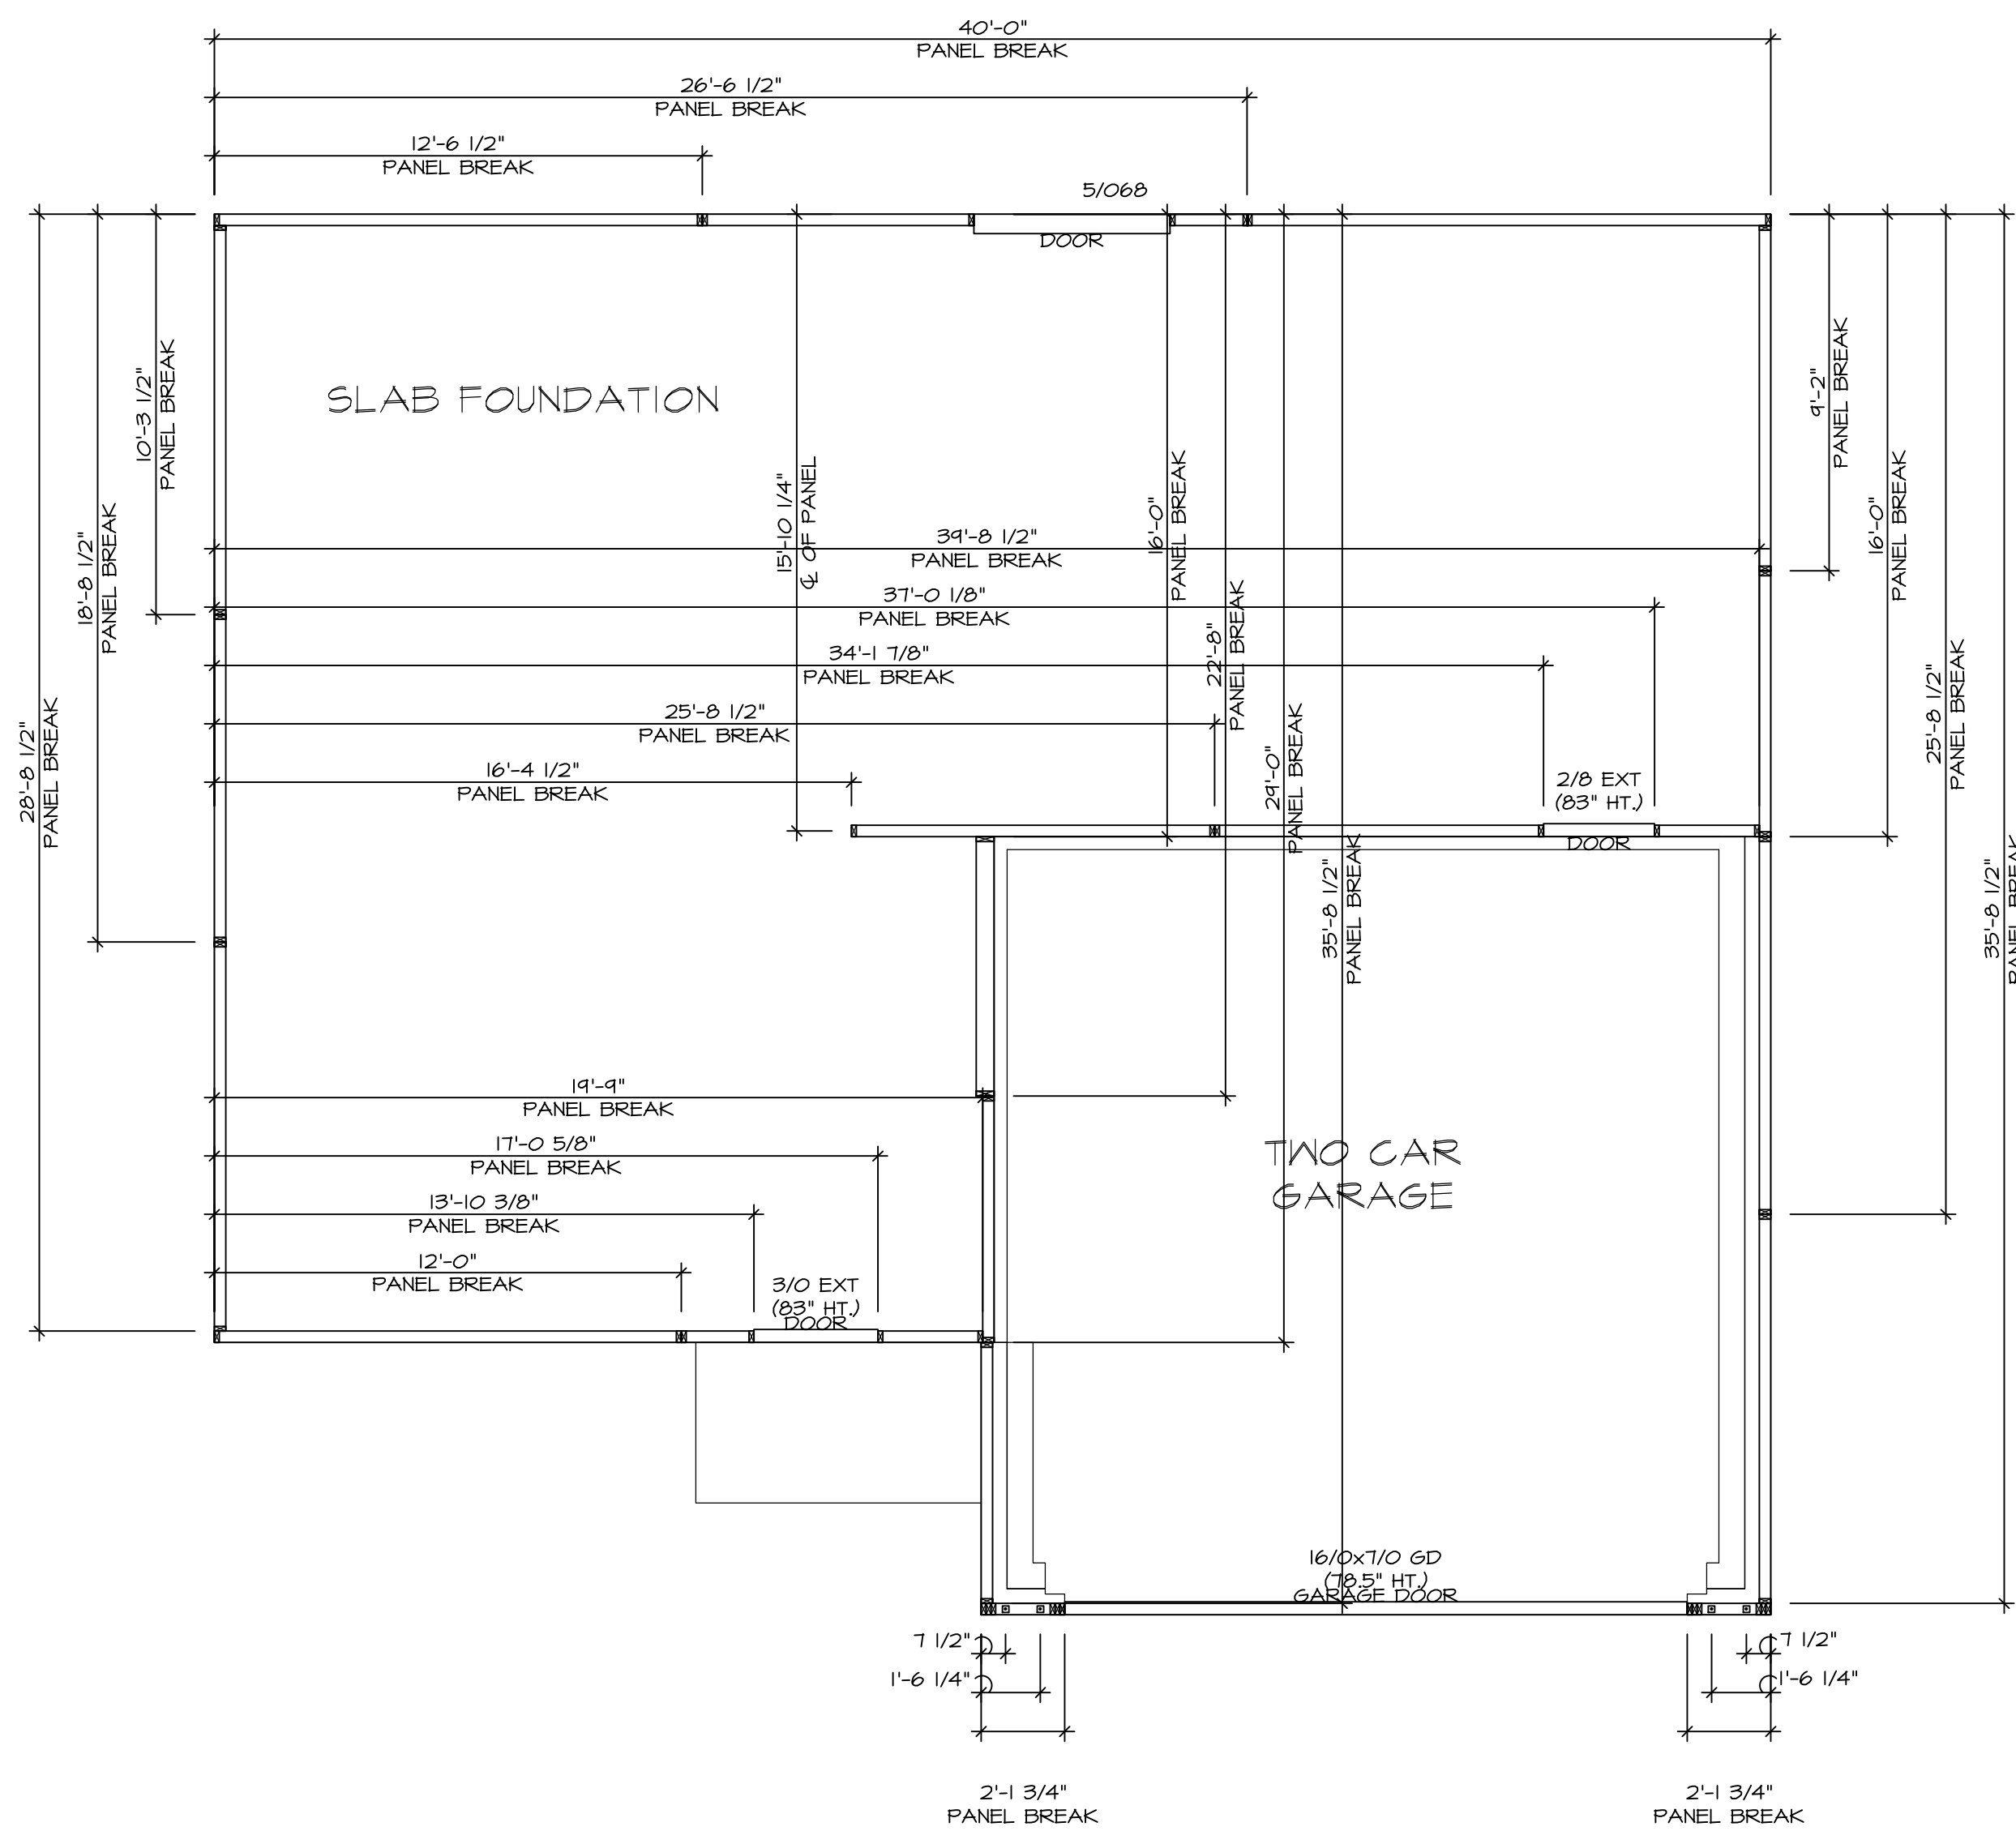 40'-0"
PANEL BREAK
26'-6 1/2"
PANEL BREAK
12'-6 1/2"
PANEL BREAK
5/068
DOOR
SLAB FOUNDATION
10'-3 1/2"
PANEL BREAK
18'-8 1/2"
PANEL BREAK
28'-8 1/2"
PANEL BREAK
15'-10 1/4"
℄ OF PANEL
16'-0"
PANEL BREAK
22'-8"
PANEL BREAK
29'-0"
PANEL BREAK
35'-8 1/2"
PANEL BREAK
9'-2"
PANEL BREAK
16'-0"
PANEL BREAK
25'-8 1/2"
PANEL BREAK
35'-8 1/2"
PANEL BREAK
39'-8 1/2"
PANEL BREAK
37'-0 1/8"
PANEL BREAK
34'-1 7/8"
PANEL BREAK
25'-8 1/2"
PANEL BREAK
16'-4 1/2"
PANEL BREAK
2/8 EXT
(83" HT.)
DOOR
19'-9"
PANEL BREAK
17'-0 5/8"
PANEL BREAK
13'-10 3/8"
PANEL BREAK
12'-0"
PANEL BREAK
3/0 EXT
(83" HT.)
DOOR
TWO CAR
GARAGE
16/0x7/0 GD
(78.5" HT.)
GARAGE DOOR
7 1/2"
1'-6 1/4"
7 1/2"
1'-6 1/4"
2'-1 3/4"
PANEL BREAK
2'-1 3/4"
PANEL BREAK